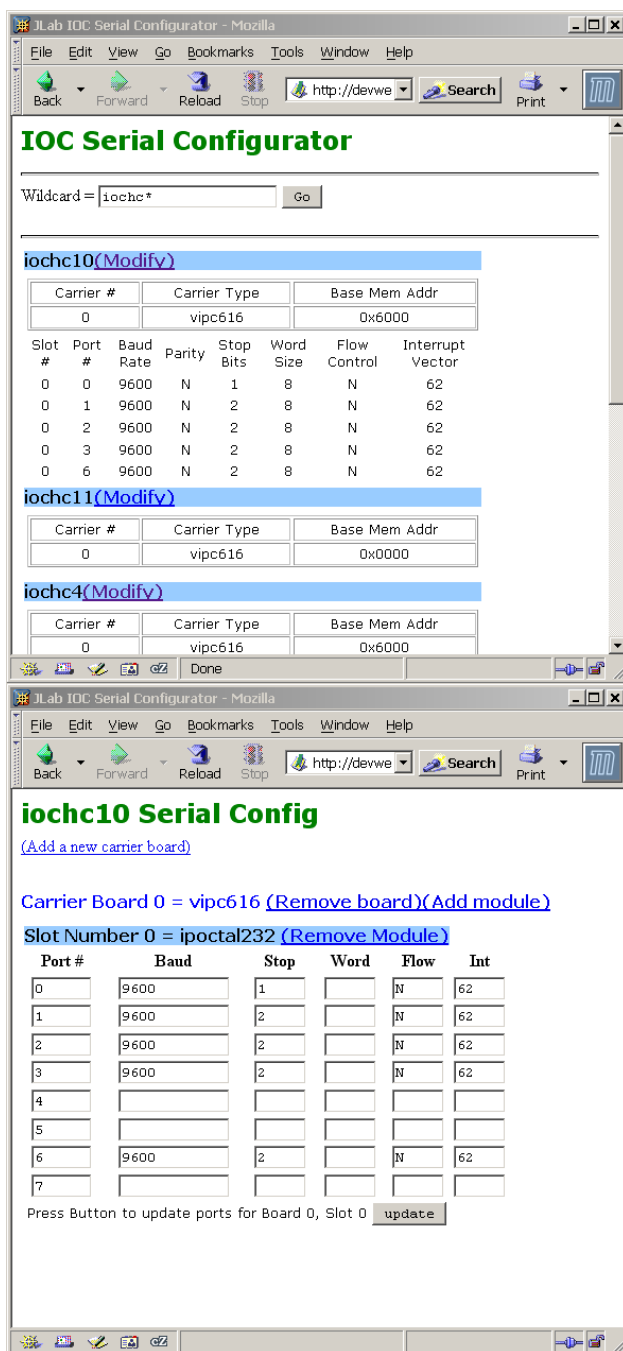 JLab IOC Serial Configurator - Mozilla
File Edit View Go Bookmarks Tools Window Help
Back Forward Reload Stop http://devwe Search Print
IOC Serial Configurator
Wildcard = iochc* Go
iochc10(Modify)
Carrier # Carrier Type Base Mem Addr
0 vipc616 0x6000
Slot Port Baud Parity Stop Word Flow Interrupt
# # Rate Bits Size Control Vector
0 0 9600 N 1 8 N 62
0 1 9600 N 2 8 N 62
0 2 9600 N 2 8 N 62
0 3 9600 N 2 8 N 62
0 6 9600 N 2 8 N 62
iochc11(Modify)
Carrier # Carrier Type Base Mem Addr
0 vipc616 0x0000
iochc4(Modify)
Carrier # Carrier Type Base Mem Addr
0 vipc616 0x6000
Done
JLab IOC Serial Configurator - Mozilla
File Edit View Go Bookmarks Tools Window Help
Back Forward Reload Stop http://devwe Search Print
iochc10 Serial Config
(Add a new carrier board)
Carrier Board 0 = vipc616 (Remove board)(Add module)
Slot Number 0 = ipoctal232 (Remove Module)
Port # Baud Stop Word Flow Int
0 9600 1 N 62
1 9600 2 N 62
2 9600 2 N 62
3 9600 2 N 62
4
5
6 9600 2 N 62
7
Press Button to update ports for Board 0, Slot 0 update